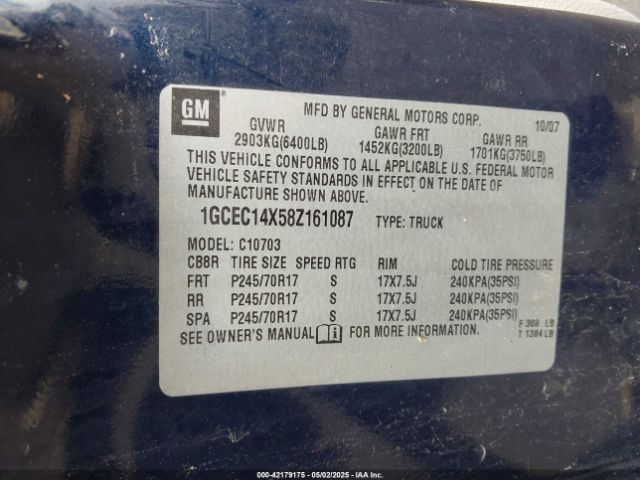 GM
MFD BY GENERAL MOTORS CORP. 10/07
GVWR GAWR FRT GAWR RR
2903KG(6400LB) 1452KG(3200LB) 1701KG(3750LB)
THIS VEHICLE CONFORMS TO ALL APPLICABLE U.S. FEDERAL MOTOR
VEHICLE SAFETY STANDARDS IN EFFECT ON THE DATE OF
MANUFACTURE SHOWN ABOVE.
1GCEC14X58Z161087 TYPE: TRUCK
MODEL: C10703
CB8R TIRE SIZE SPEED RTG RIM COLD TIRE PRESSURE
FRT P245/70R17 S 17X7.5J 240KPA(35PSI)
RR P245/70R17 S 17X7.5J 240KPA(35PSI)
SPA P245/70R17 S 17X7.5J 240KPA(35PSI)
F 388 LB
SEE OWNER'S MANUAL FOR MORE INFORMATION. T 1384 LB
000-42179175 - 05/02/2025 - IAA, Inc.